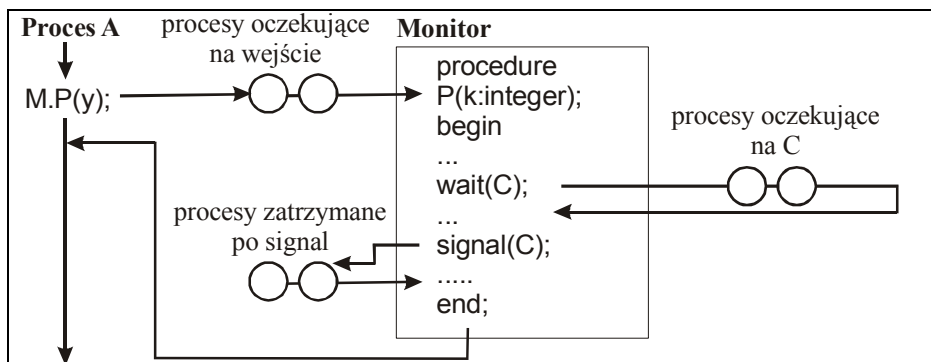 Proces A
procesy oczekujące
na wejście
Monitor
M.P(y);
procedure
P(k:integer);
begin
...
wait(C);
...
signal(C);
.....
end;
procesy oczekujące
na C
procesy zatrzymane
po signal